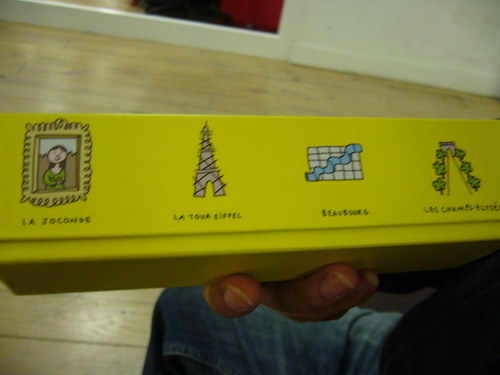 LA JOCONDE
LA TOUR EIFFEL
BEAUBOURG
LES CHAMPS-ELYSÉES